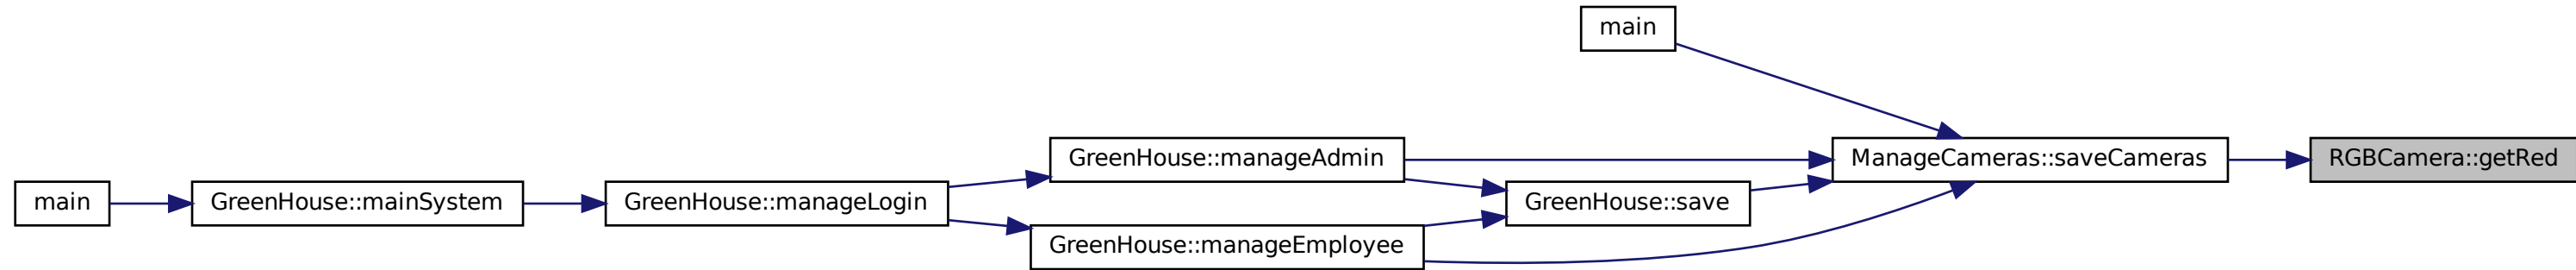 main
GreenHouse::manageAdmin
ManageCameras::saveCameras
RGBCamera::getRed
main
GreenHouse::mainSystem
GreenHouse::manageLogin
GreenHouse::save
GreenHouse::manageEmployee